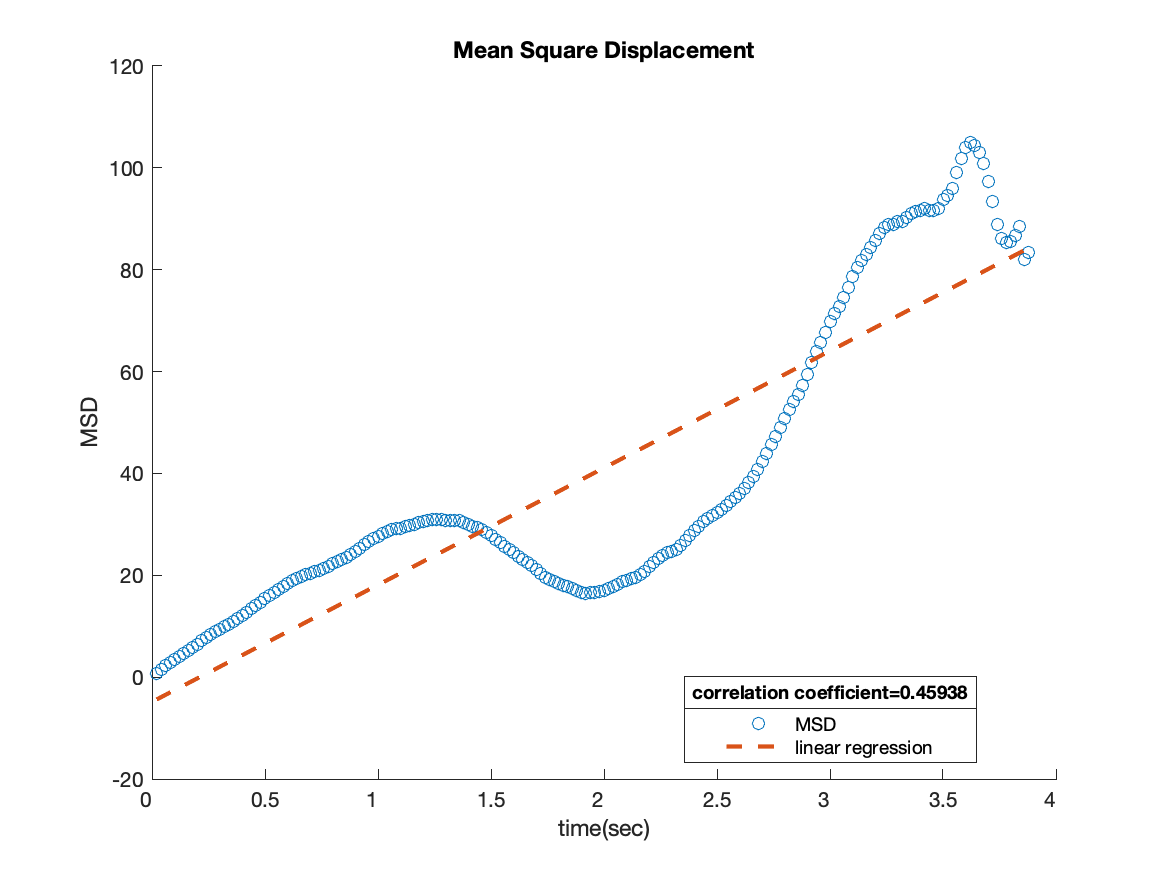 Mean Square Displacement
120
100
80
60
40
20
0
-20
MSD
0 0.5 1 1.5 2 2.5 3 3.5 4
time(sec)
correlation coefficient=0.45938
MSD
linear regression